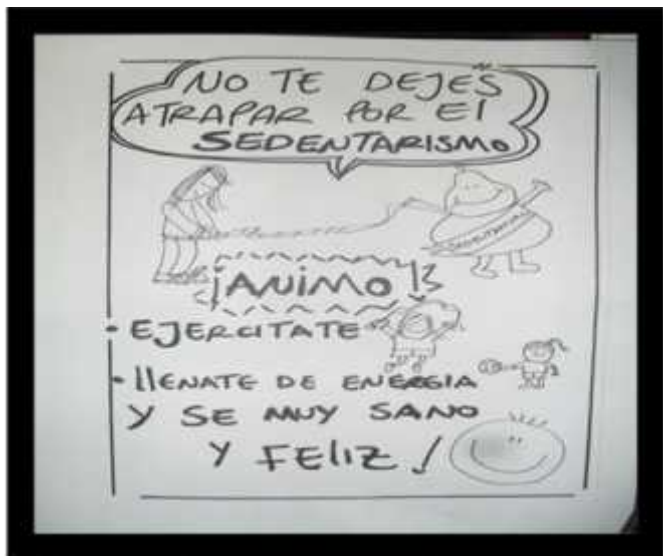 NO TE DEJES
ATRAPAR POR El
SEDENTARISMO
¡ANIMO!
• EJERCITATE
• llENATE DE ENERGIA
Y SE MUY SANO
Y FElIZ!